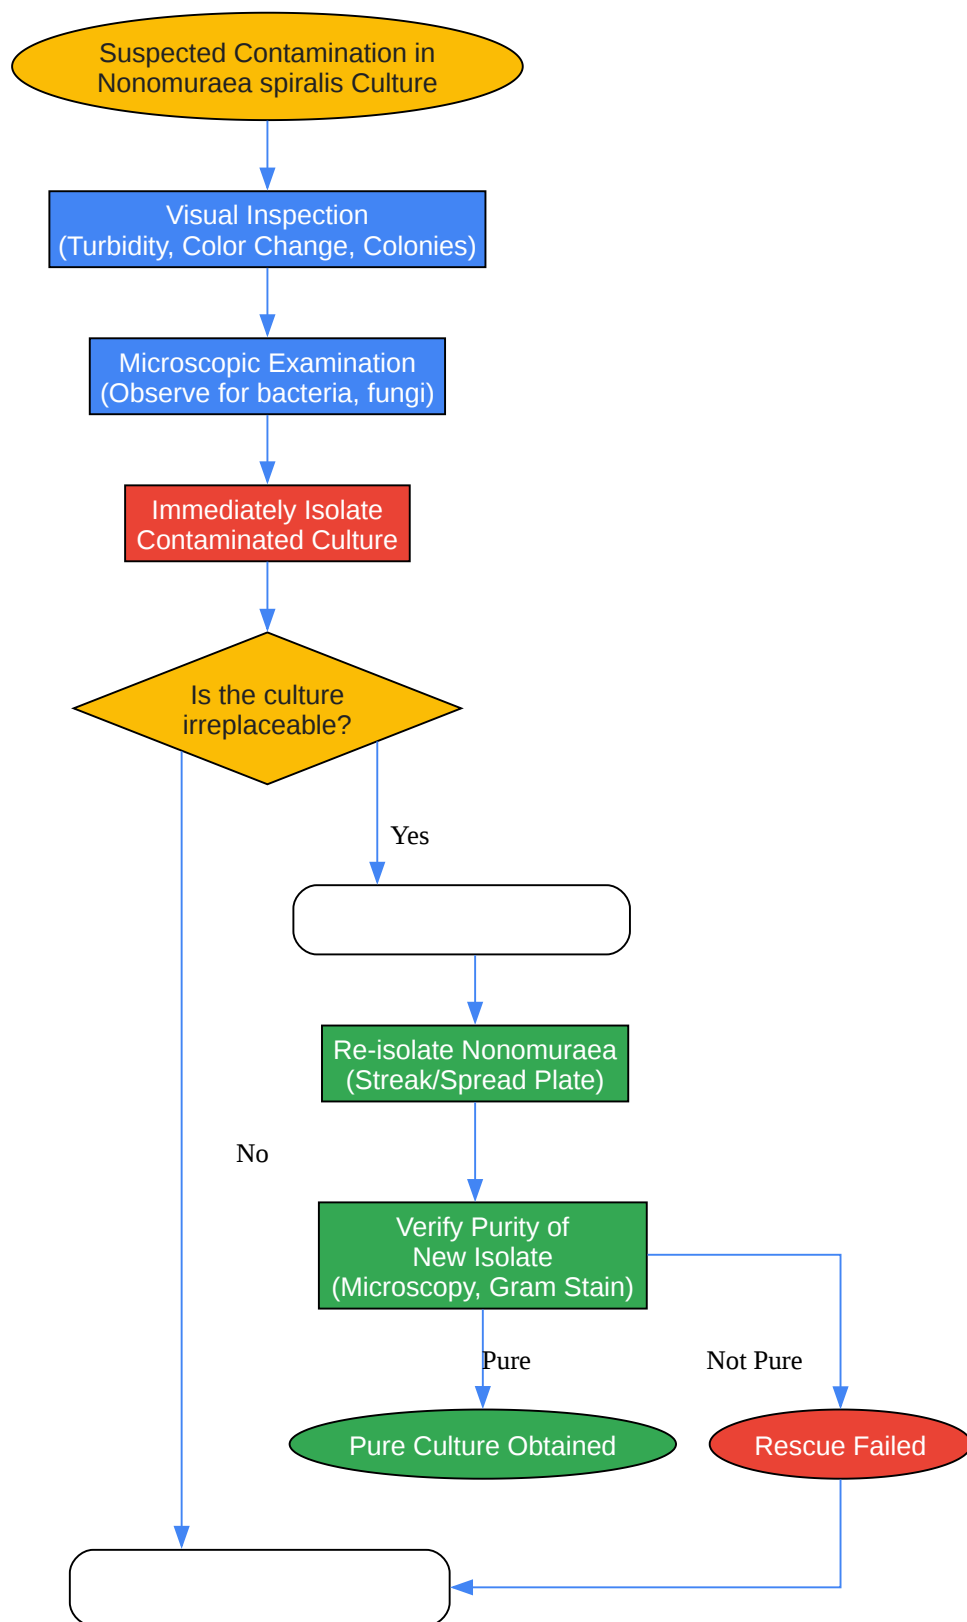 Suspected Contamination in
Nonomuraea spiralis Culture
Visual Inspection
(Turbidity, Color Change, Colonies)
Microscopic Examination
(Observe for bacteria, fungi)
Immediately Isolate
Contaminated Culture
Is the culture
irreplaceable?
Yes
Re-isolate Nonomuraea
(Streak/Spread Plate)
No
Verify Purity of
New Isolate
(Microscopy, Gram Stain)
Pure
Not Pure
Pure Culture Obtained
Rescue Failed